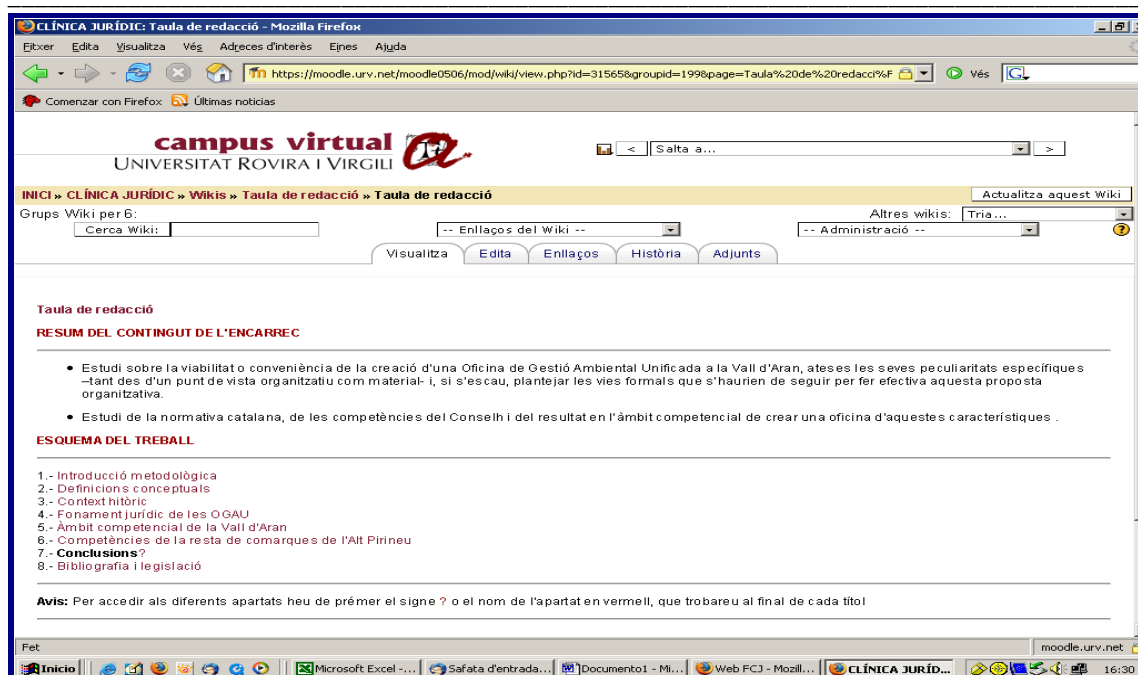 CLÍNICA JURÍDIC: Taula de redacció - Mozilla Firefox
Fitxer Edita Visualitza Vés Adreces d'interès Eines Ajuda
https://moodle.urv.net/moodle0506/mod/wiki/view.php?id=31565&groupid=199&page=Taula%20de%20redacci%F Vés
Comenzar con Firefox Últimas noticias
campus virtual
UNIVERSITAT ROVIRA I VIRGILI
< Salta a... >
INICI » CLÍNICA JURÍDIC » Wikis » Taula de redacció » Taula de redacció Actualitza aquest Wiki
Grups Wiki per 6: Altres wikis: Tria...
Cerca Wiki: -- Enllaços del Wiki -- -- Administració -- ?
Visualitza Edita Enllaços Història Adjunts
Taula de redacció
RESUM DEL CONTINGUT DE L'ENCARREC
• Estudi sobre la viabilitat o conveniència de la creació d'una Oficina de Gestió Ambiental Unificada a la Vall d'Aran, ateses les seves peculiaritats específiques
–tant des d'un punt de vista organitzatiu com material- i, si s'escau, plantejar les vies formals que s'haurien de seguir per fer efectiva aquesta proposta
organitzativa.
• Estudi de la normativa catalana, de les competències del Conselh i del resultat en l'àmbit competencial de crear una oficina d'aquestes característiques .
ESQUEMA DEL TREBALL
1.- Introducció metodològica
2.- Definicions conceptuals
3.- Context hitòric
4.- Fonament jurídic de les OGAU
5.- Àmbit competencial de la Vall d'Aran
6.- Competències de la resta de comarques de l'Alt Pirineu
7.- Conclusions?
8.- Bibliografia i legislació
Avis: Per accedir als diferents apartats heu de prémer el signe ? o el nom de l'apartat en vermell, que trobareu al final de cada títol
Fet moodle.urv.net
Inicio Microsoft Excel -... Safata d'entrada... Documento1 - Mi... Web FCJ - Mozill... CLÍNICA JURÍD... 16:30